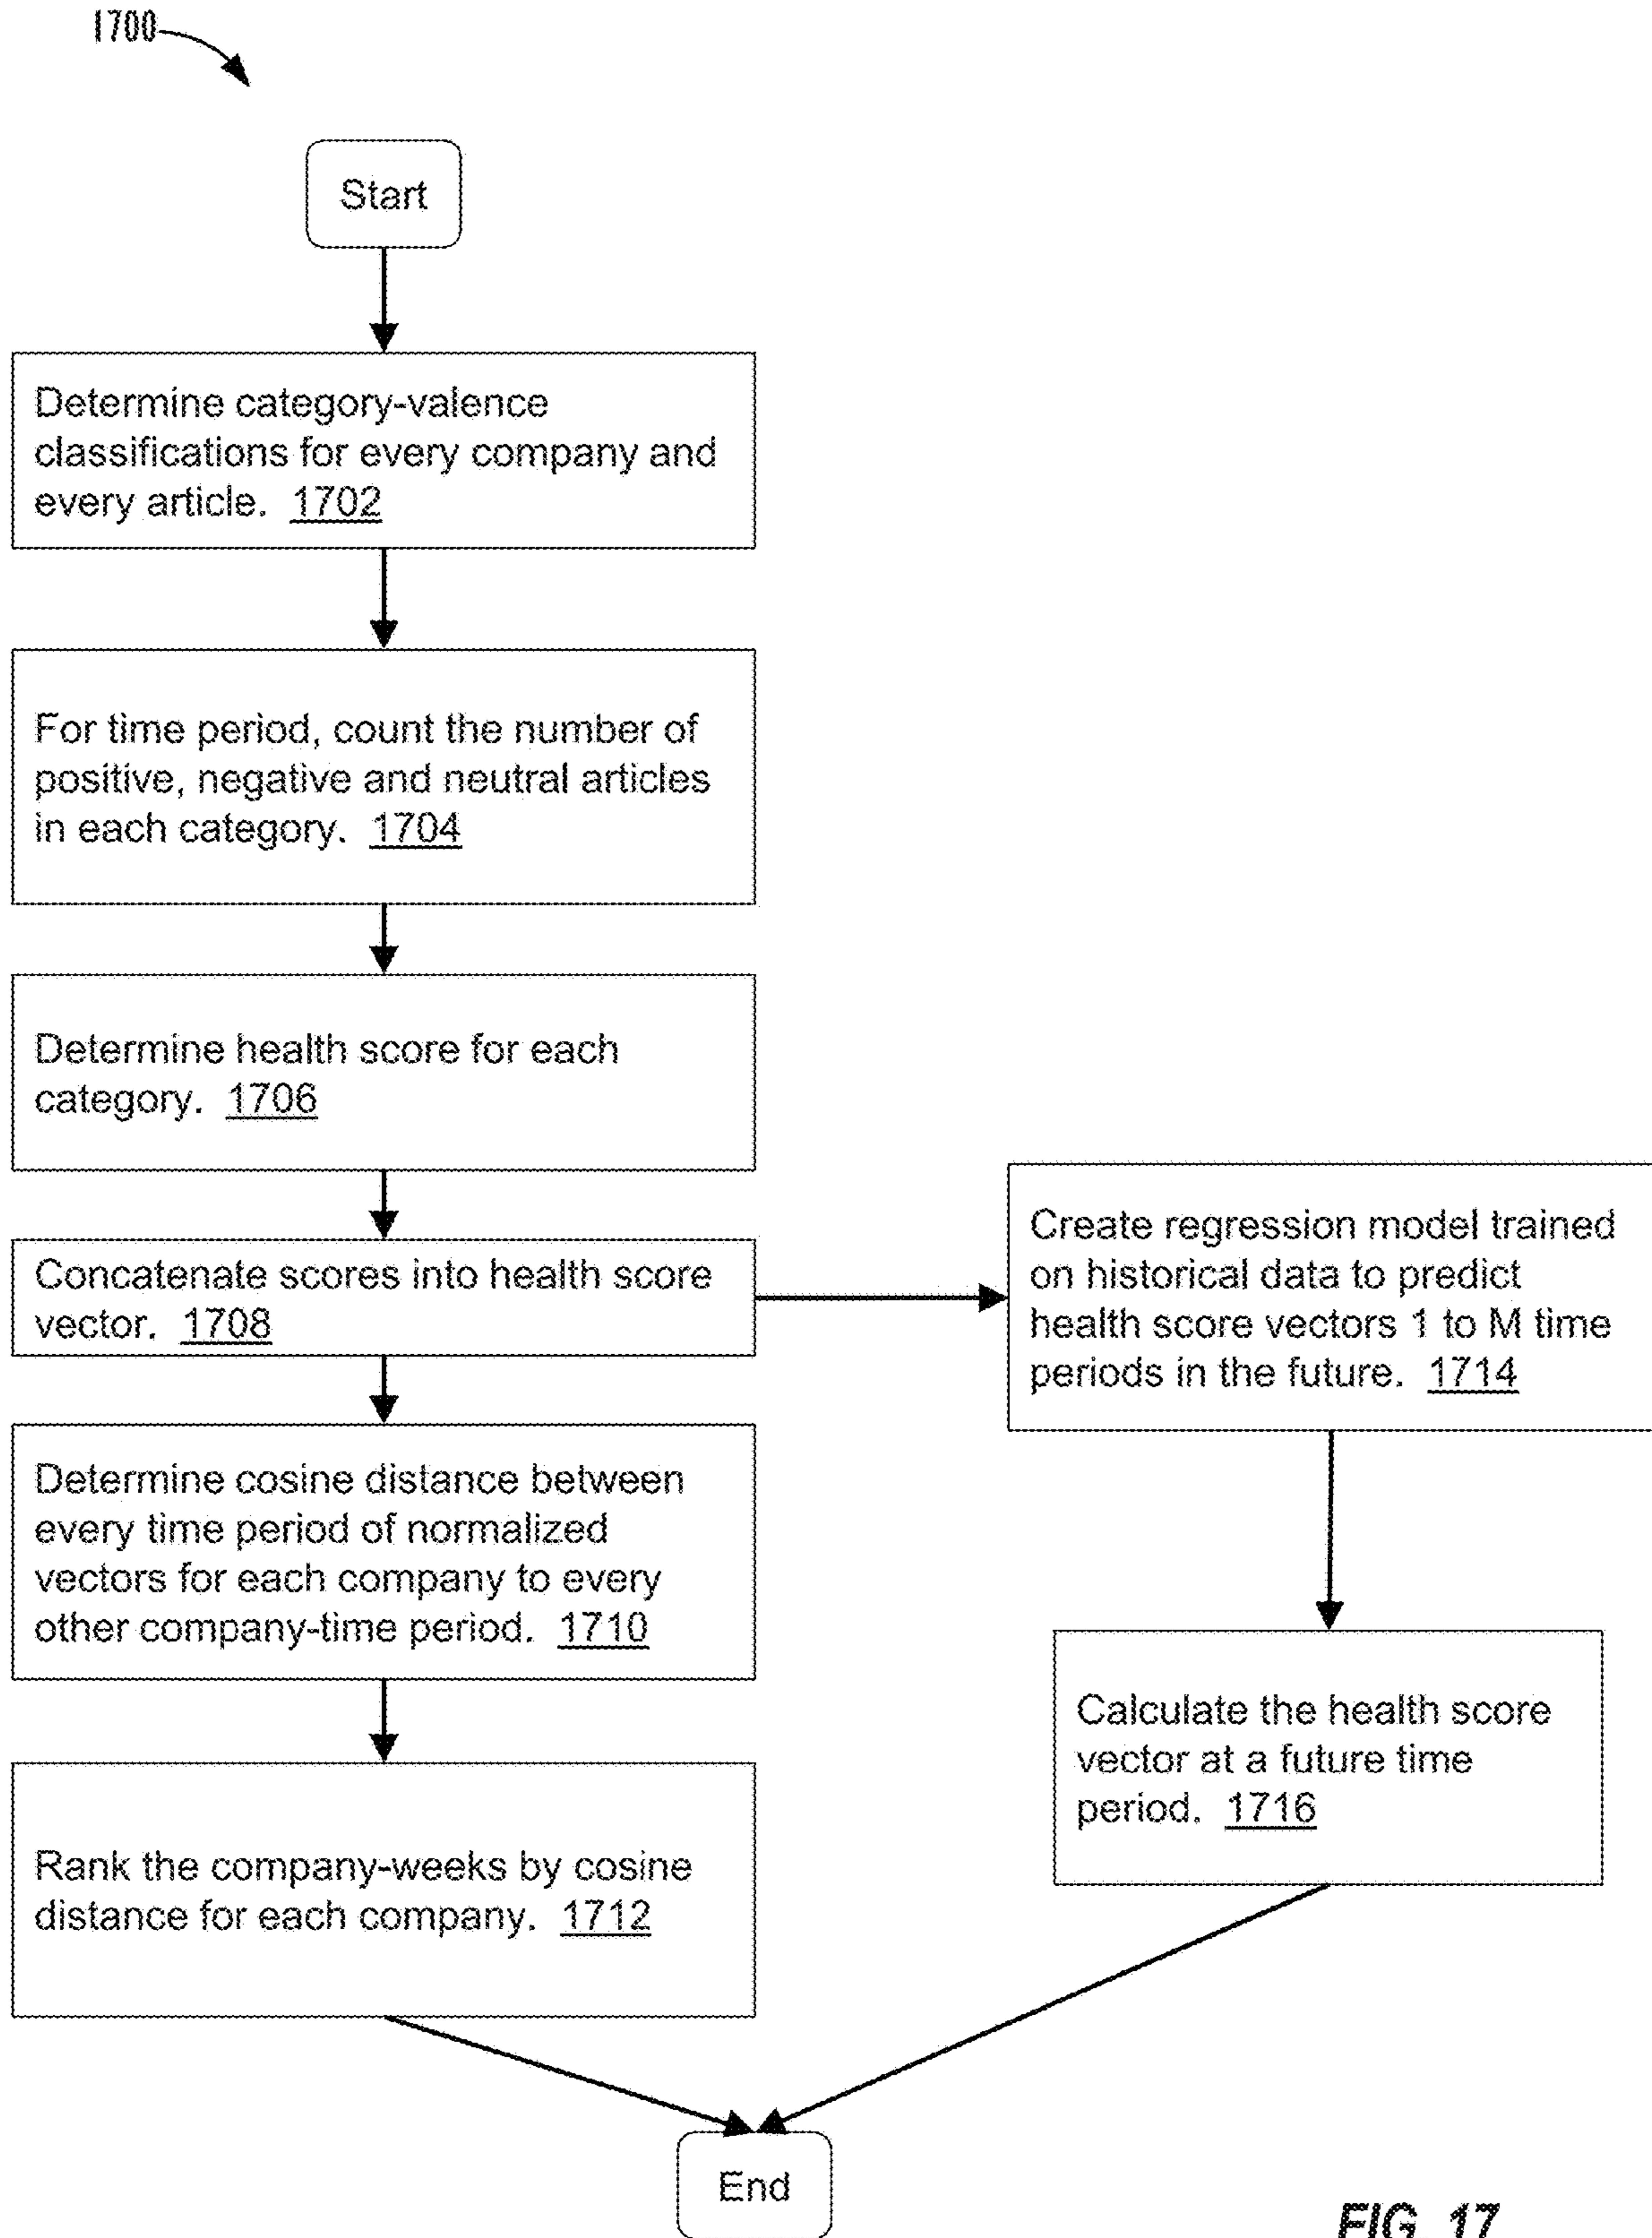 1700
Start
Determine category-valence
classifications for every company and
every article. 1702
For time period, count the number of
positive, negative and neutral articles
in each category. 1704
Determine health score for each
category. 1706
Concatenate scores into health score
vector. 1708
Create regression model trained
on historical data to predict
health score vectors 1 to M time
periods in the future. 1714
Determine cosine distance between
every time period of normalized
vectors for each company to every
other company-time period. 1710
Calculate the health score
vector at a future time
period. 1716
Rank the company-weeks by cosine
distance for each company. 1712
End
FIG. 17